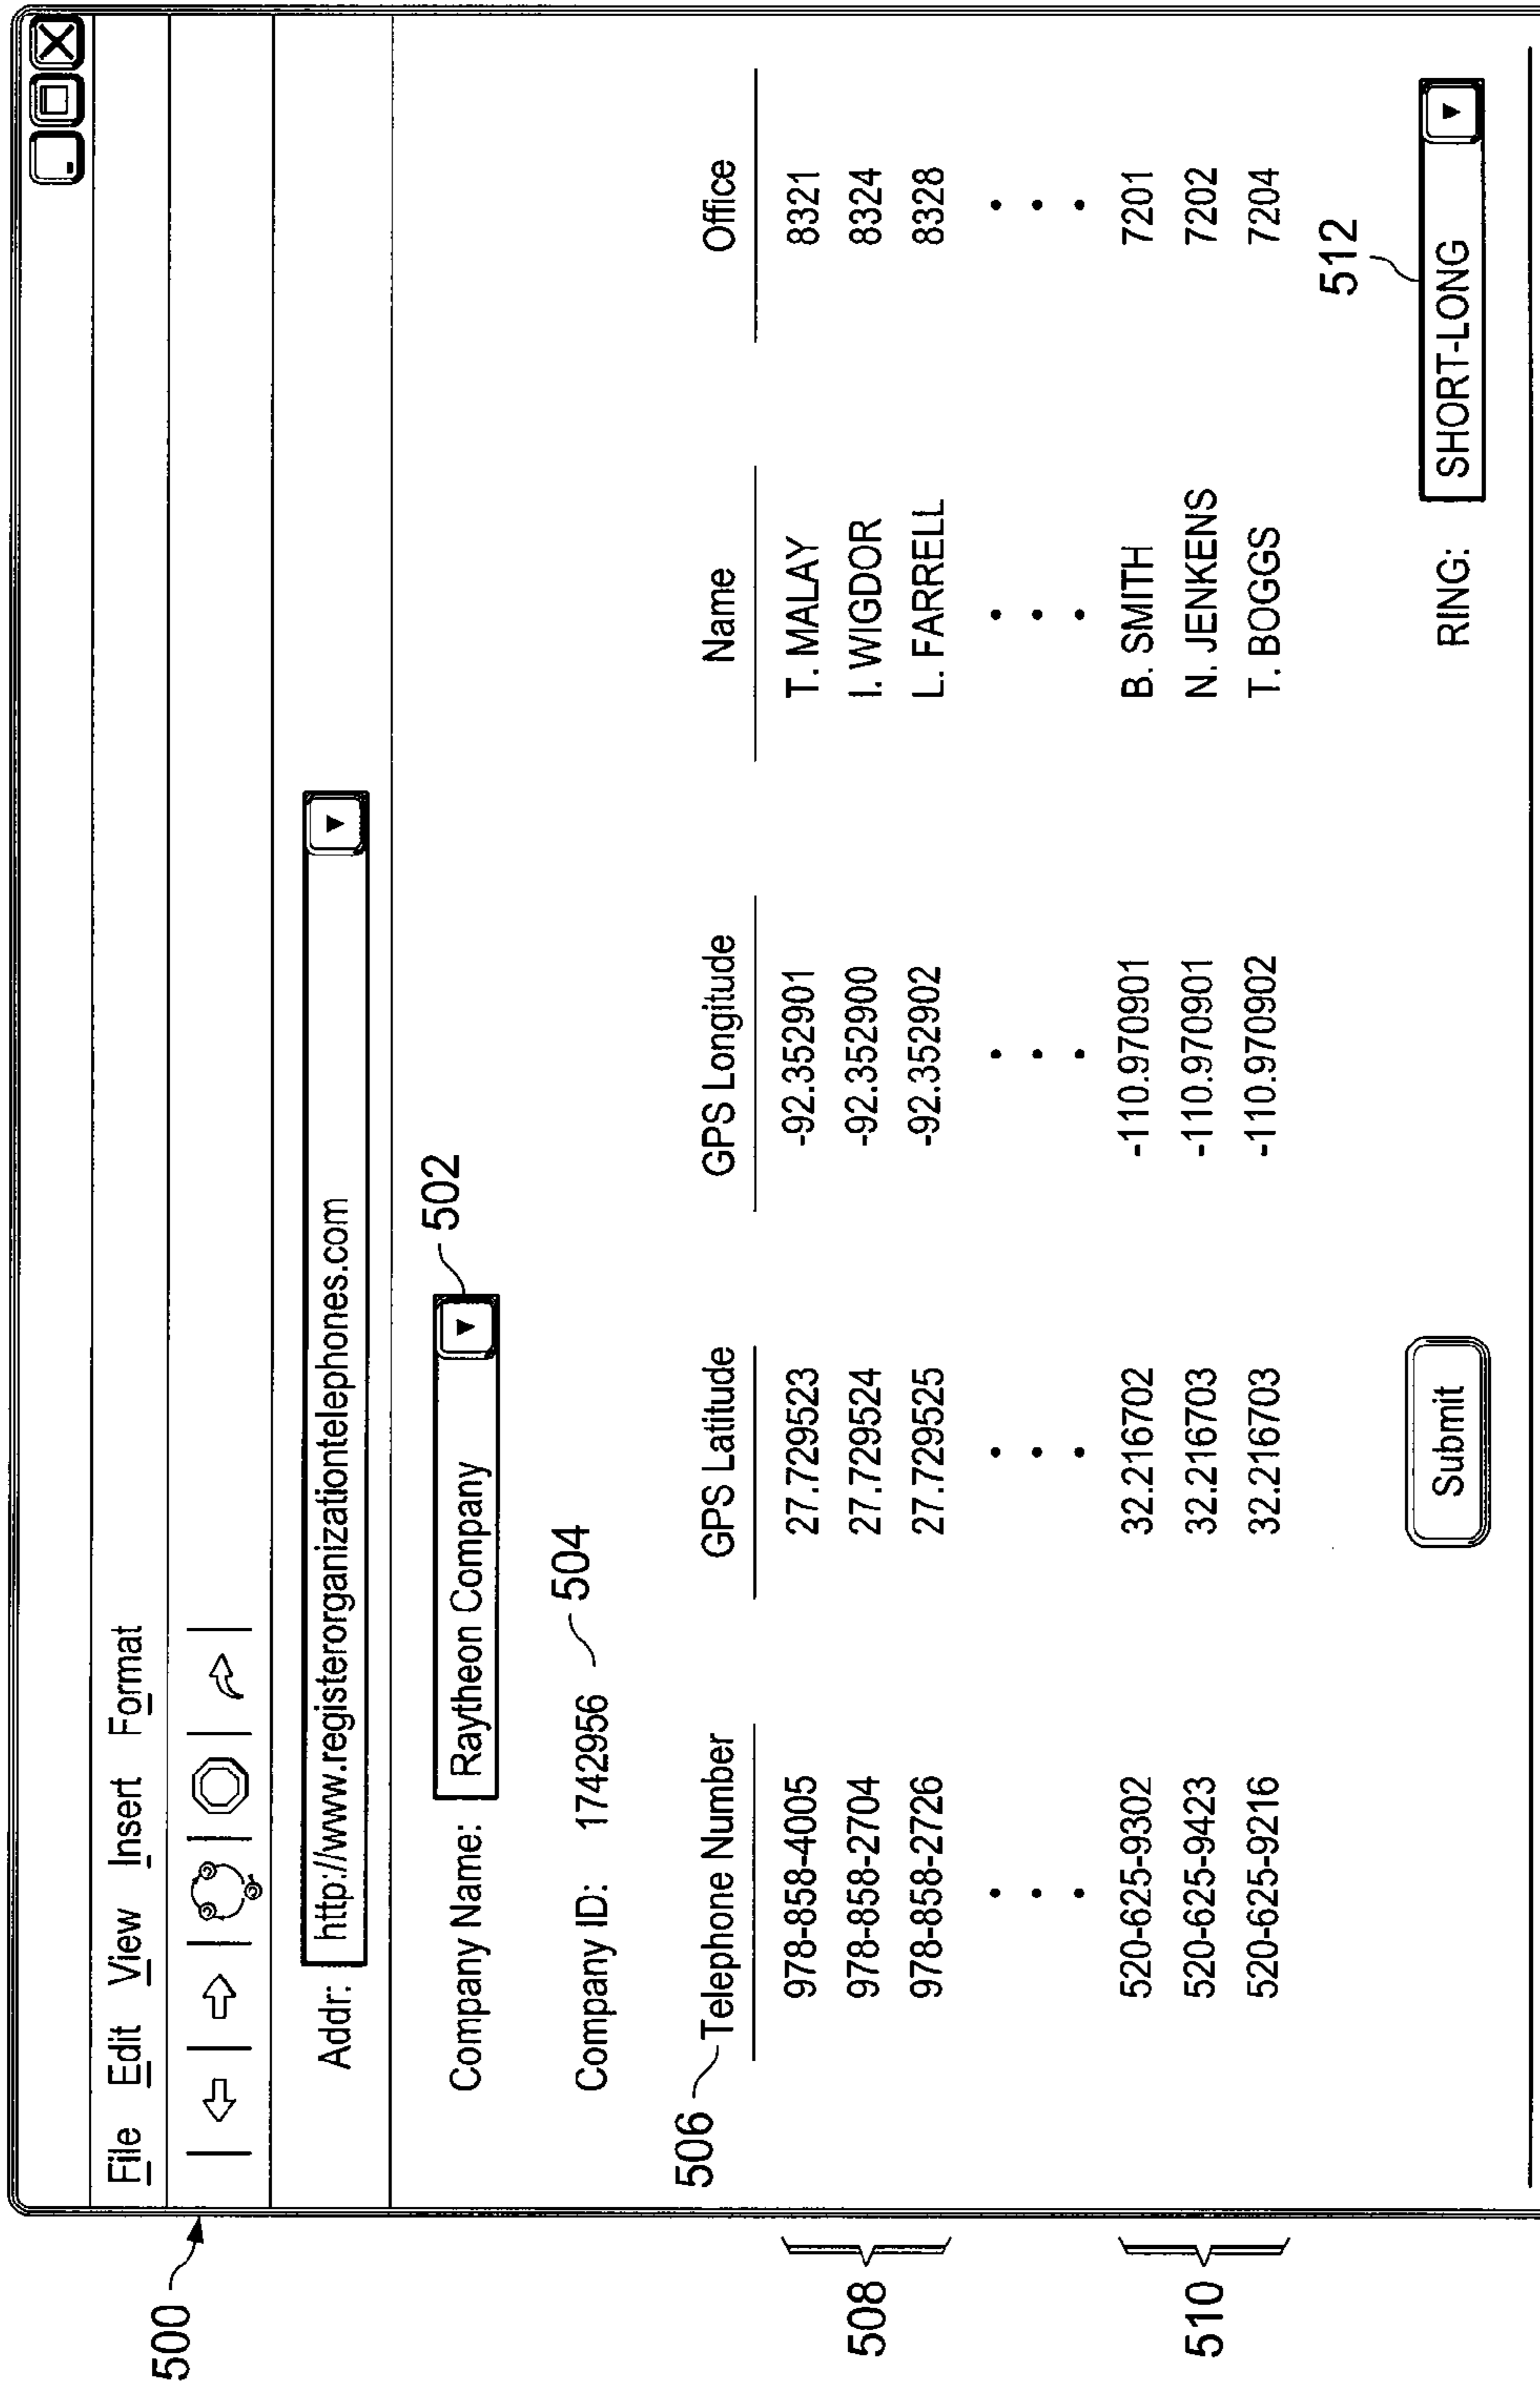 500
File Edit View Insert Format
Addr: http://www.registerorganizationtelephones.com
Company Name: Raytheon Company 502
Company ID: 1742956 504
506 Telephone Number GPS Latitude GPS Longitude Name Office
978-858-4005 27.729523 -92.352901 T. MALAY 8321
508 978-858-2704 27.729524 -92.352900 I. WIGDOR 8324
978-858-2726 27.729525 -92.352902 L. FARRELL 8328
520-625-9302 32.216702 -110.970901 B. SMITH 7201
510 520-625-9423 32.216703 -110.970901 N. JENKENS 7202
520-625-9216 32.216703 -110.970902 T. BOGGS 7204
512
Submit RING: SHORT-LONG